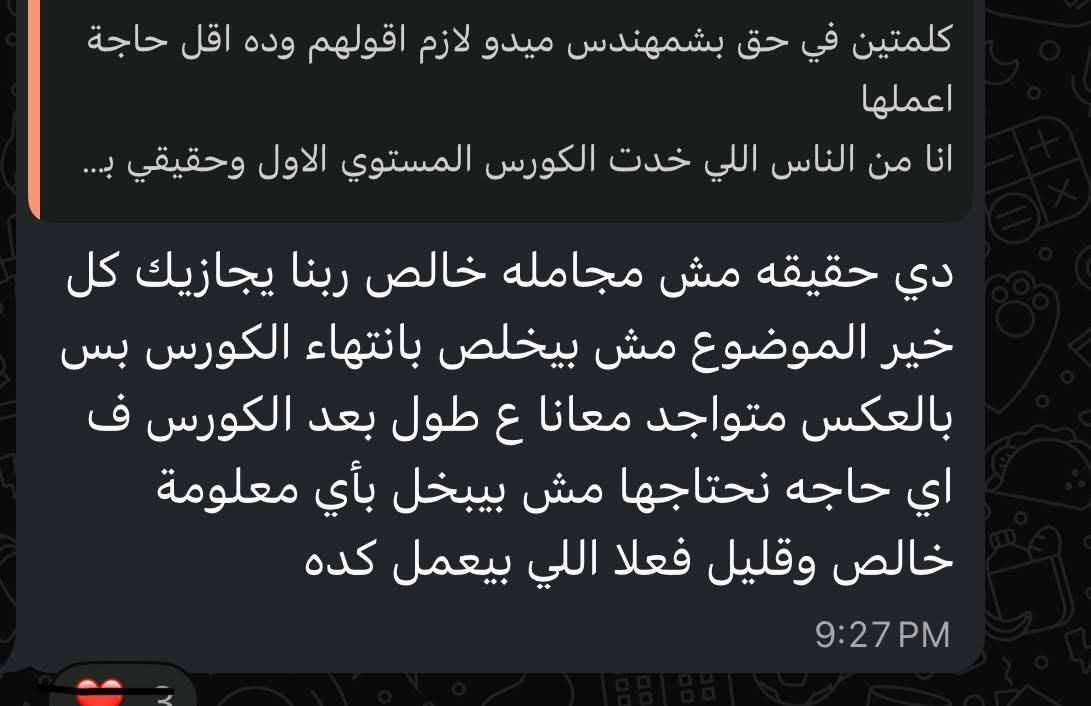 كلمتين في حق بشمهندس ميدو لازم اقولهم وده اقل حاجة
اعملها
انا من الناس اللي خدت الكورس المستوي الاول وحقيقي بـ...
دي حقيقه مش مجامله خالص ربنا يجازيك كل
خير الموضوع مش بيخلص بانتهاء الكورس بس
بالعكس متواجد معانا ع طول بعد الكورس ف
اي حاجه نحتاجها مش بيبخل بأي معلومة
خالص وقليل فعلا اللي بيعمل كده
9:27 PM